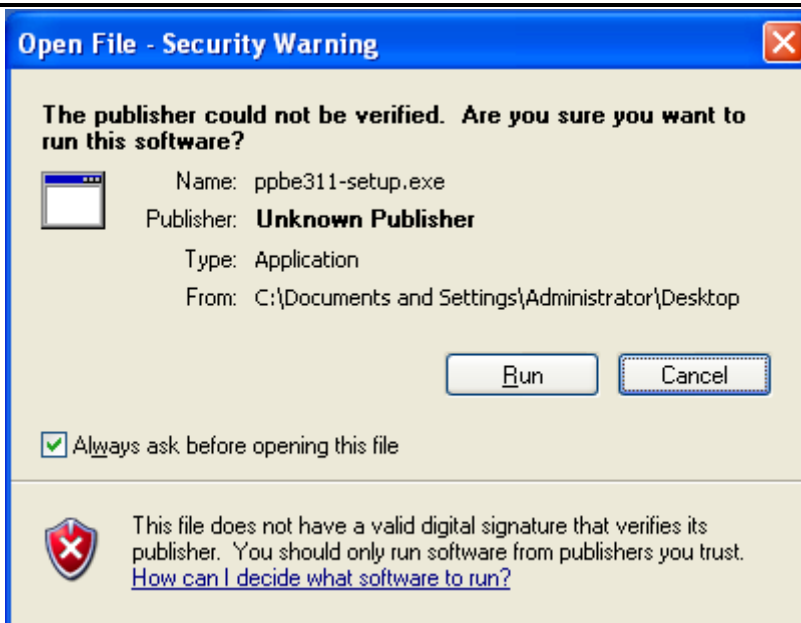 Open File - Security Warning
The publisher could not be verified. Are you sure you want to
run this software?
Name: ppbe311-setup.exe
Publisher: Unknown Publisher
Type: Application
From: C:\Documents and Settings\Administrator\Desktop
Run Cancel
Always ask before opening this file
This file does not have a valid digital signature that verifies its
publisher. You should only run software from publishers you trust.
How can I decide what software to run?